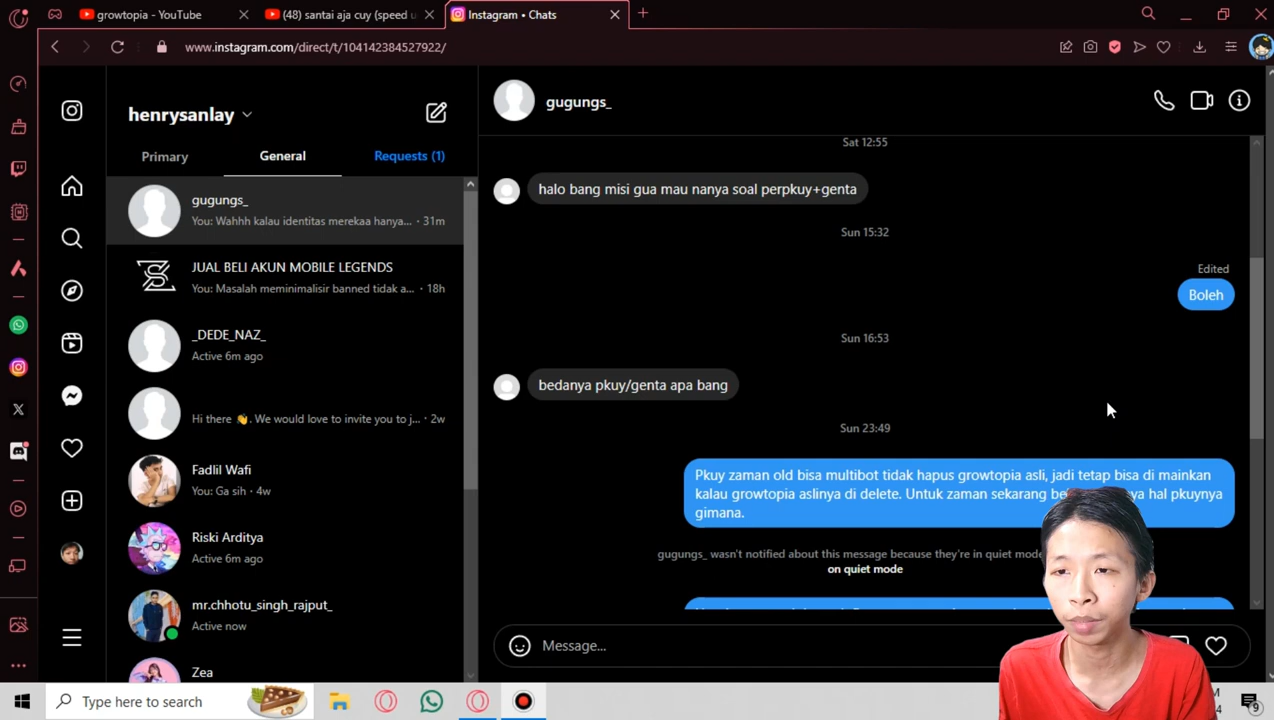 growtopia - YouTube
(48) santai aja cuy (speed u
Instagram • Chats
www.instagram.com/direct/t/104142384527922/
henrysanlay
Primary
General
Requests (1)
gugungs_
You: Wahhh kalau identitas merekaa hanya... · 31m
JUAL BELI AKUN MOBILE LEGENDS
You: Masalah meminimalisir banned tidak a... · 18h
_DEDE_NAZ_
Active 6m ago
Hi there 👋. We would love to invite you to j... · 2w
Fadlil Wafi
You: Ga sih · 4w
Riski Arditya
Active 6m ago
mr.chhotu_singh_rajput_
Active now
Zea
gugungs_
Sat 12:55
halo bang misi gua mau nanya soal perpkuy+genta
Sun 15:32
Edited
Boleh
Sun 16:53
bedanya pkuy/genta apa bang
Sun 23:49
Pkuy zaman old bisa multibot tidak hapus growtopia asli, jadi tetap bisa di mainkan
kalau growtopia aslinya di delete. Untuk zaman sekarang be ya hal pkuynya
gimana.
gugungs_ wasn't notified about this message because they're in quiet mode
on quiet mode
Message...
Type here to search
9